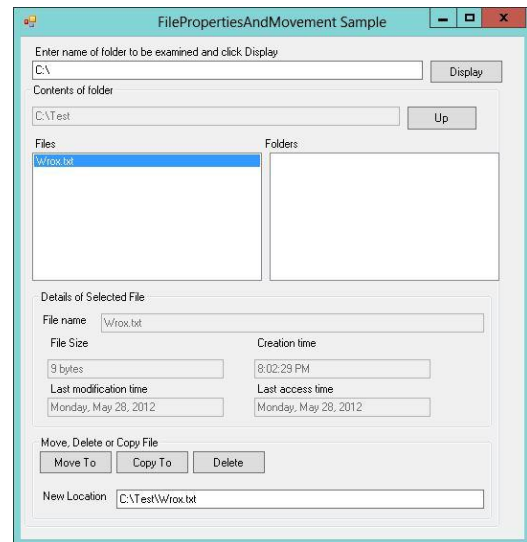 FilePropertiesAndMovement Sample
Enter name of folder to be examined and click Display
C:\
Display
Contents of folder
C:\Test
Up
Files
Folders
Wrox.txt
Details of Selected File
File name
Wrox.txt
File Size
Creation time
9 bytes
8:02:29 PM
Last modification time
Last access time
Monday, May 28, 2012
Monday, May 28, 2012
Move, Delete or Copy File
Move To
Copy To
Delete
New Location
C:\Test\Wrox.txt